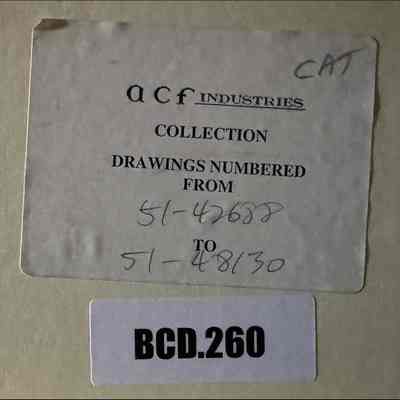 CAT
acf INDUSTRIES
COLLECTION
DRAWINGS NUMBERED
FROM
51-42688
TO
51-48130
BCD.260